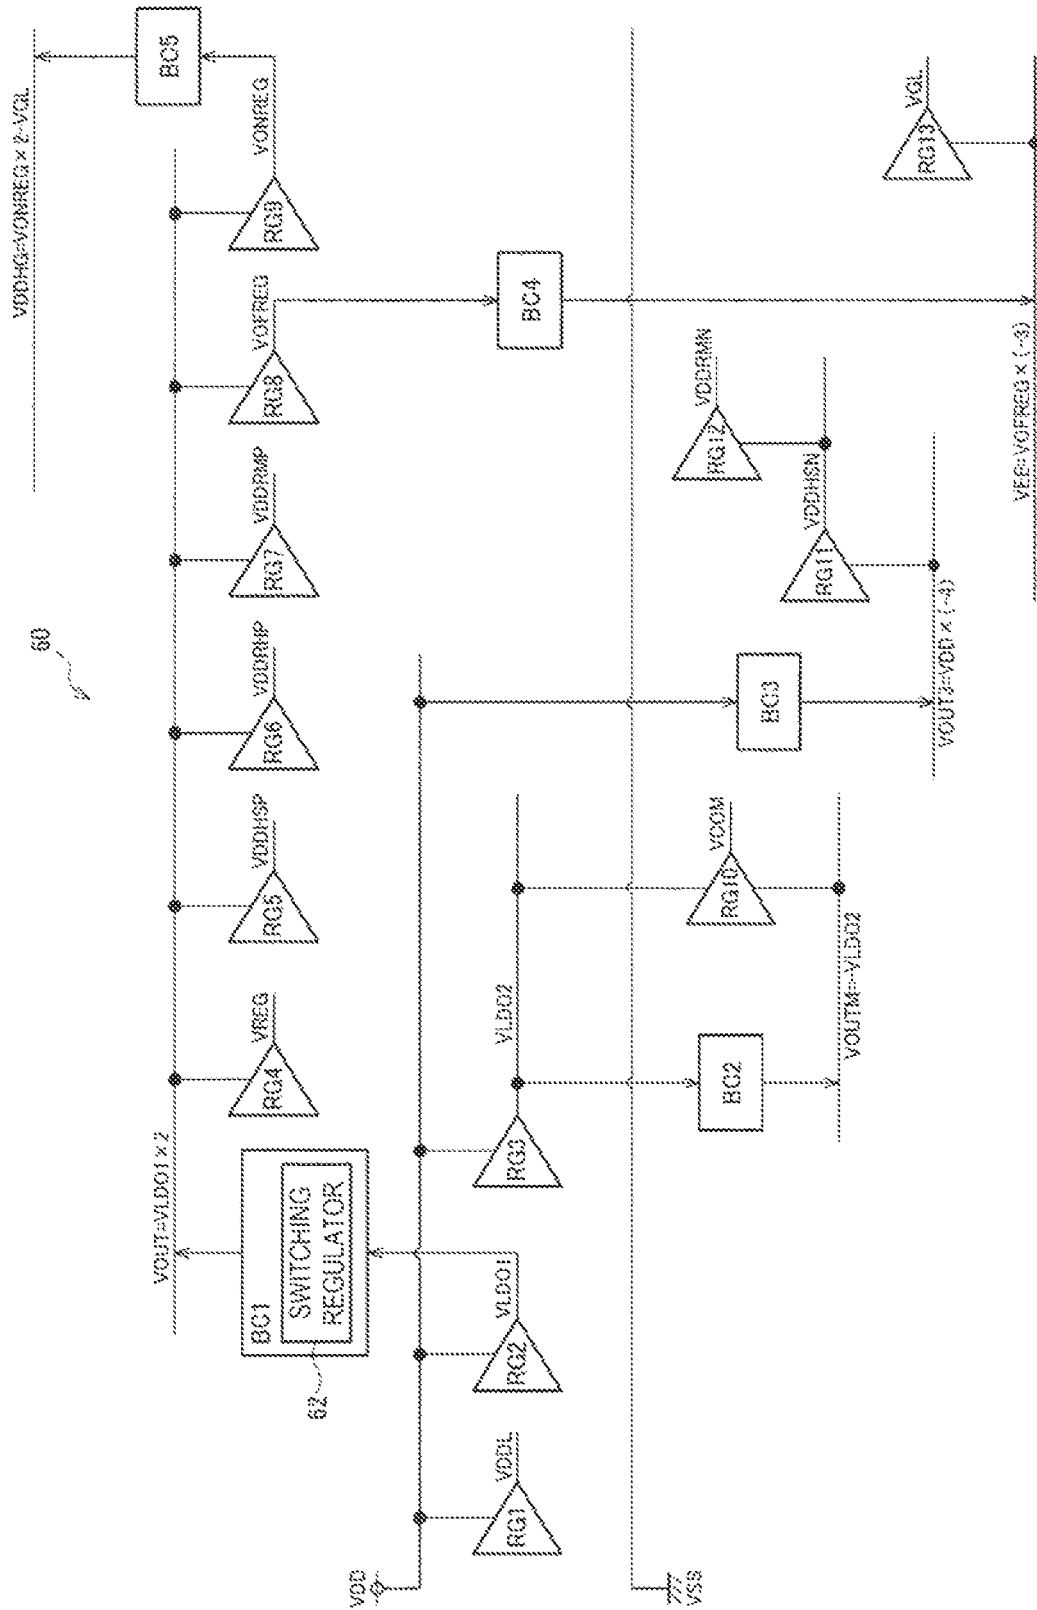 60
VDDHG=VONREG×2-VGL
BC5
VOUT=VLDO1×2
VREG
RG4
VDDHSP
RG5
VDDRHP
RG6
VDDRMP
RG7
VOFREG
RG8
VONREG
RG9
BC1
SWITCHING
REGULATOR
62
VDD
VDDL
RG1
VLDO1
RG2
RG3
VLDO2
BC4
VSS
BC2
VCOM
RG10
BC3
VDDRMN
RG12
VDDHSN
RG11
VGL
RG13
VOUTM=-VLDO2
VOUT3=VDD×(-4)
VEE=VOFREG×(-3)